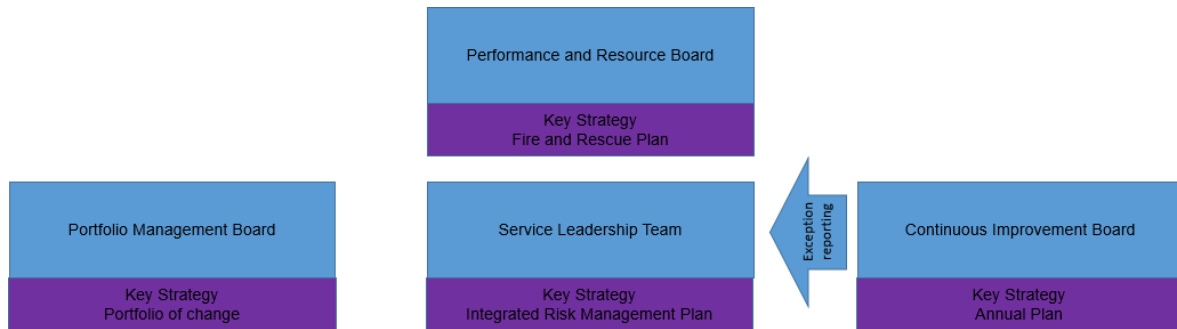 Performance and Resource Board
Key Strategy
Fire and Rescue Plan
Portfolio Management Board
Key Strategy
Portfolio of change
Service Leadership Team
Key Strategy
Integrated Risk Management Plan
Exception
reporting
Continuous Improvement Board
Key Strategy
Annual Plan